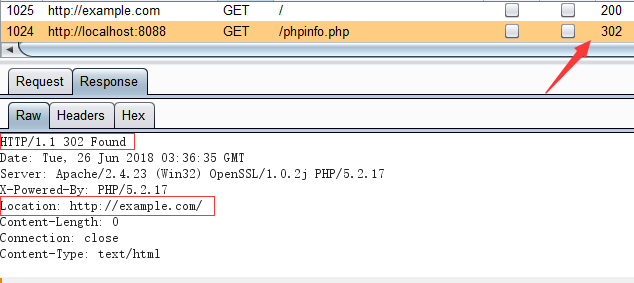 1025 http://example.com GET / 200
1024 http://localhost:8088 GET /phpinfo.php 302
Request Response
Raw Headers Hex
HTTP/1.1 302 Found
Date: Tue, 26 Jun 2018 03:36:35 GMT
Server: Apache/2.4.23 (Win32) OpenSSL/1.0.2j PHP/5.2.17
X-Powered-By: PHP/5.2.17
Location: http://example.com/
Content-Length: 0
Connection: close
Content-Type: text/html